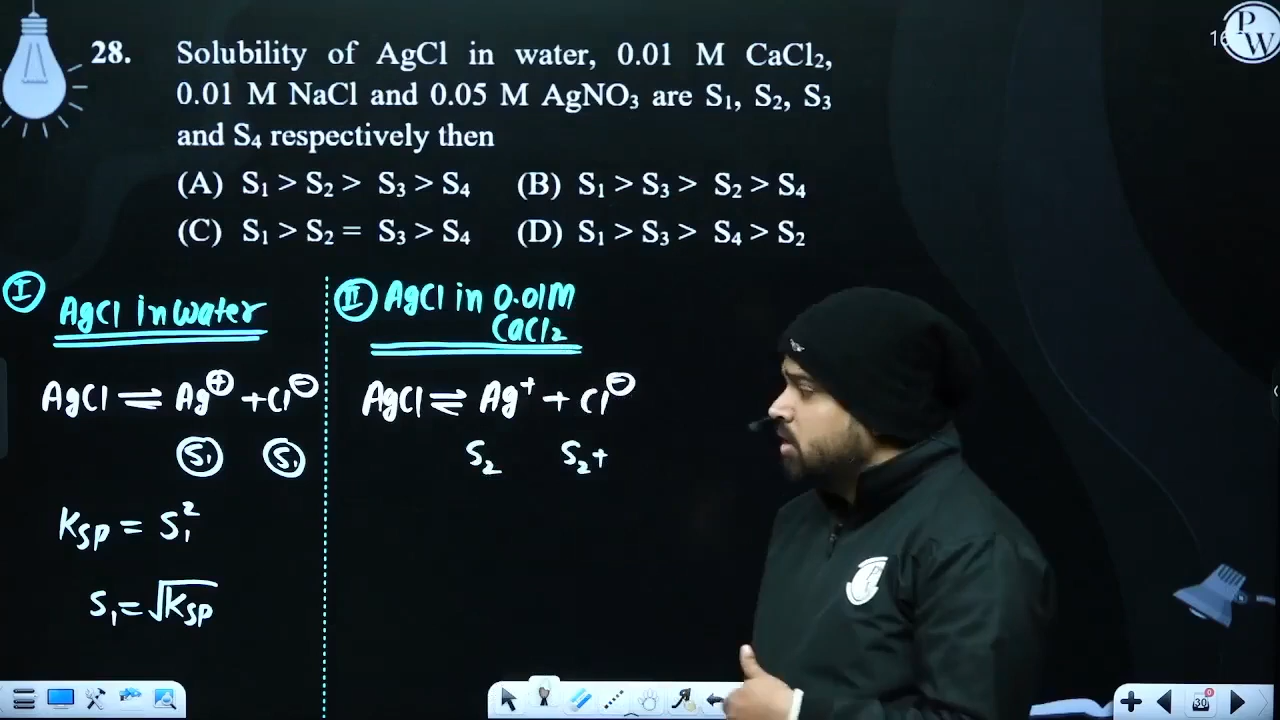 28. Solubility of AgCl in water, 0.01 M CaCl₂,
0.01 M NaCl and 0.05 M AgNO₃ are S₁, S₂, S₃
and S₄ respectively then
(A) S₁ > S₂ > S₃ > S₄ (B) S₁ > S₃ > S₂ > S₄
(C) S₁ > S₂ = S₃ > S₄ (D) S₁ > S₃ > S₄ > S₂
I AgCl in water
AgCl ⇌ Ag⊕ + Cl⊖
S₁ S₁
Ksp = S₁²
S₁ = √Ksp
II AgCl in 0.01M
CaCl₂
AgCl ⇌ Ag⁺ + Cl⊖
S₂ S₂+
P
W
30